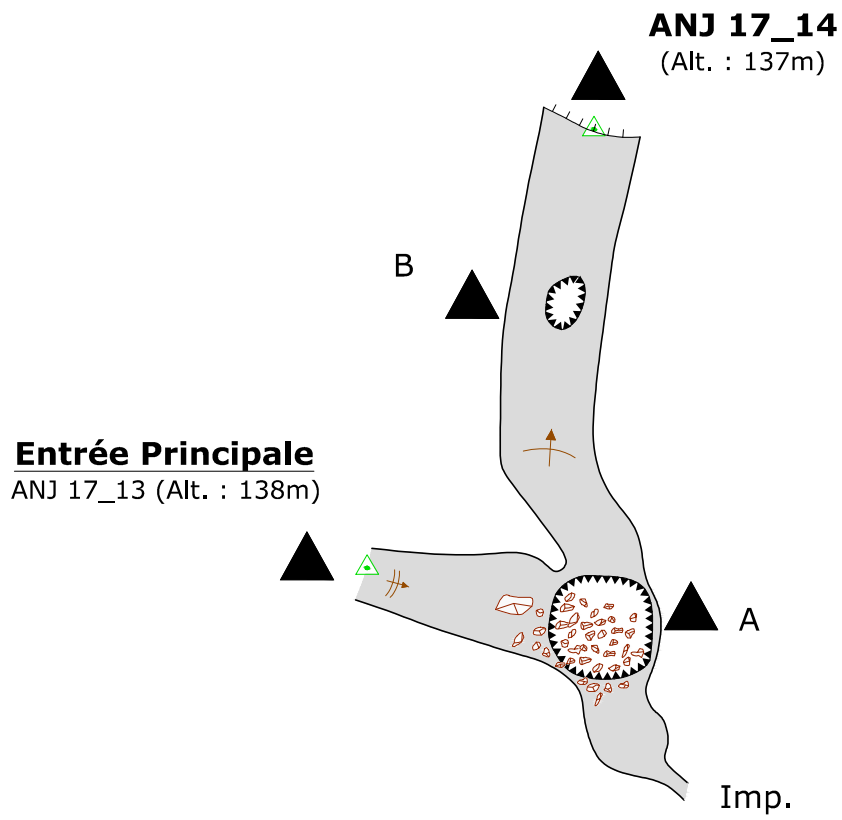 ANJ 17_14
(Alt. : 137m)
B
Entrée Principale
ANJ 17_13 (Alt. : 138m)
A
Imp.